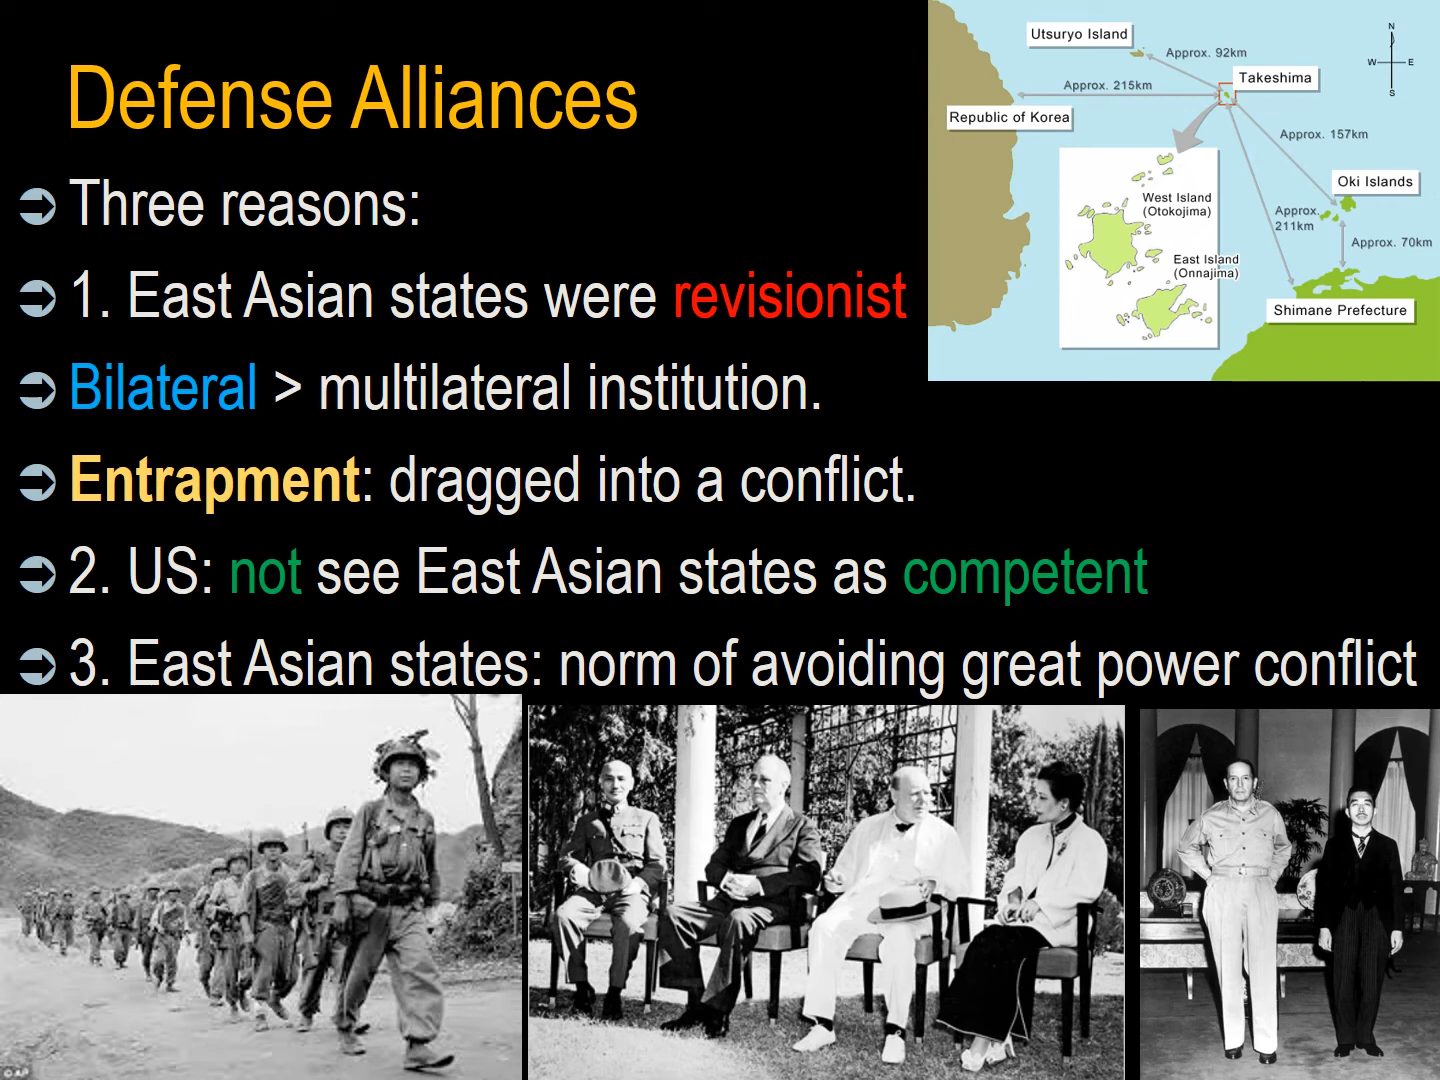 Defense Alliances
Three reasons:
1. East Asian states were revisionist
Bilateral > multilateral institution.
Entrapment: dragged into a conflict.
2. US: not see East Asian states as competent
3. East Asian states: norm of avoiding great power conflict
Utsuryo Island
Approx. 92km
N
W E
S
Takeshima
Approx. 215km
Republic of Korea
Approx. 157km
Oki Islands
West Island
(Otokojima)
Approx.
211km
Approx. 70km
East Island
(Onnajima)
Shimane Prefecture
© AP